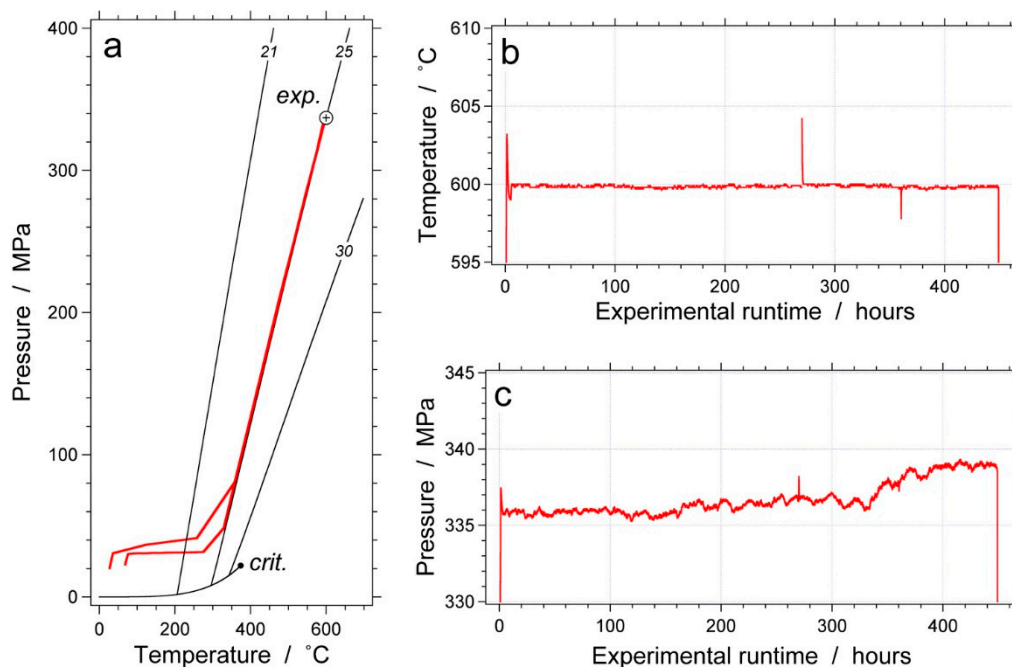 a
400
300
200
100
0
Pressure / MPa
0
200
400
600
Temperature / ˚C
21
25
exp.
30
crit.
b
610
605
600
595
Temperature / ˚C
0
100
200
300
400
Experimental runtime / hours
c
345
340
335
330
Pressure / MPa
0
100
200
300
400
Experimental runtime / hours